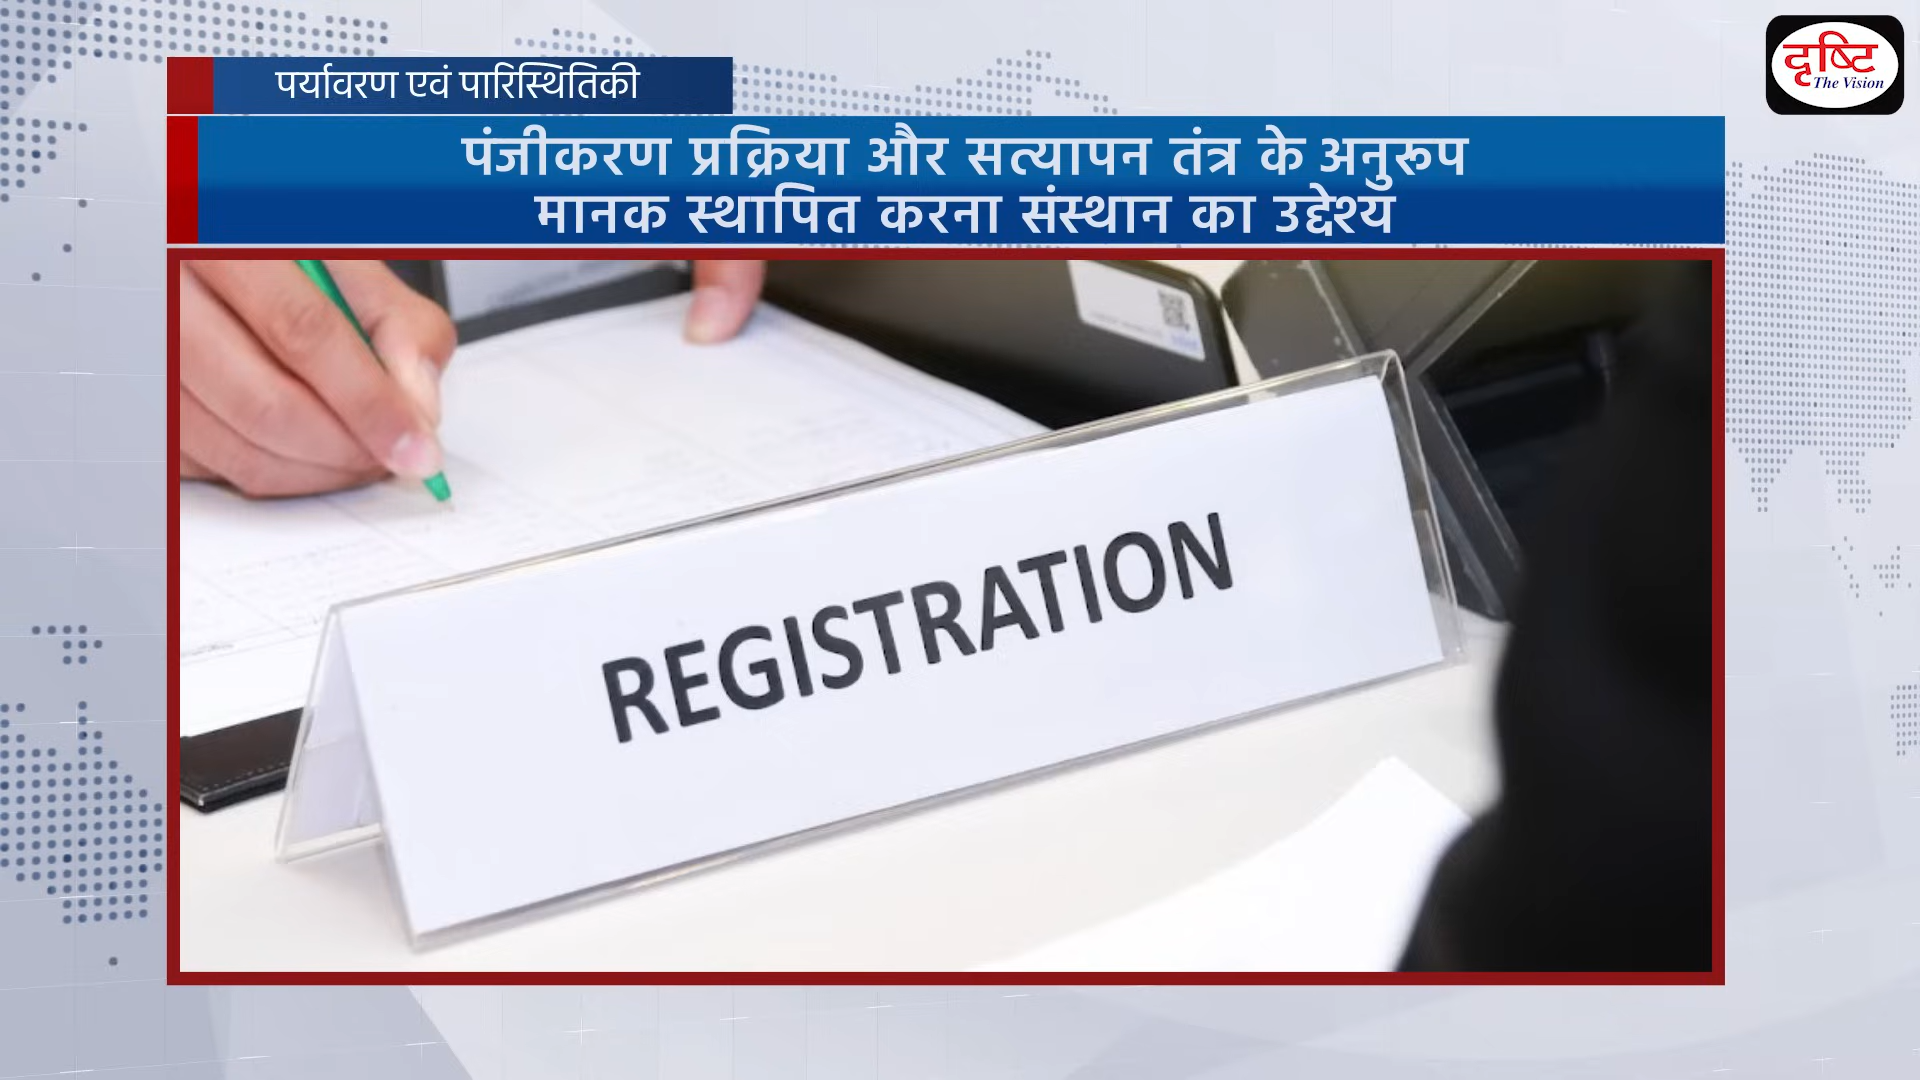 पर्यावरण एवं पारिस्थितिकी
दृष्टि
The Vision
पंजीकरण प्रक्रिया और सत्यापन तंत्र के अनुरूप
मानक स्थापित करना संस्थान का उद्देश्य
REGISTRATION